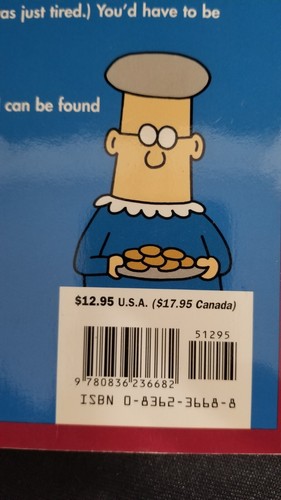 as just tired.) You'd have to be
can be found
$12.95 U.S.A. ($17.95 Canada)
51295
9 780836 236682
ISBN 0-8362-3668-8